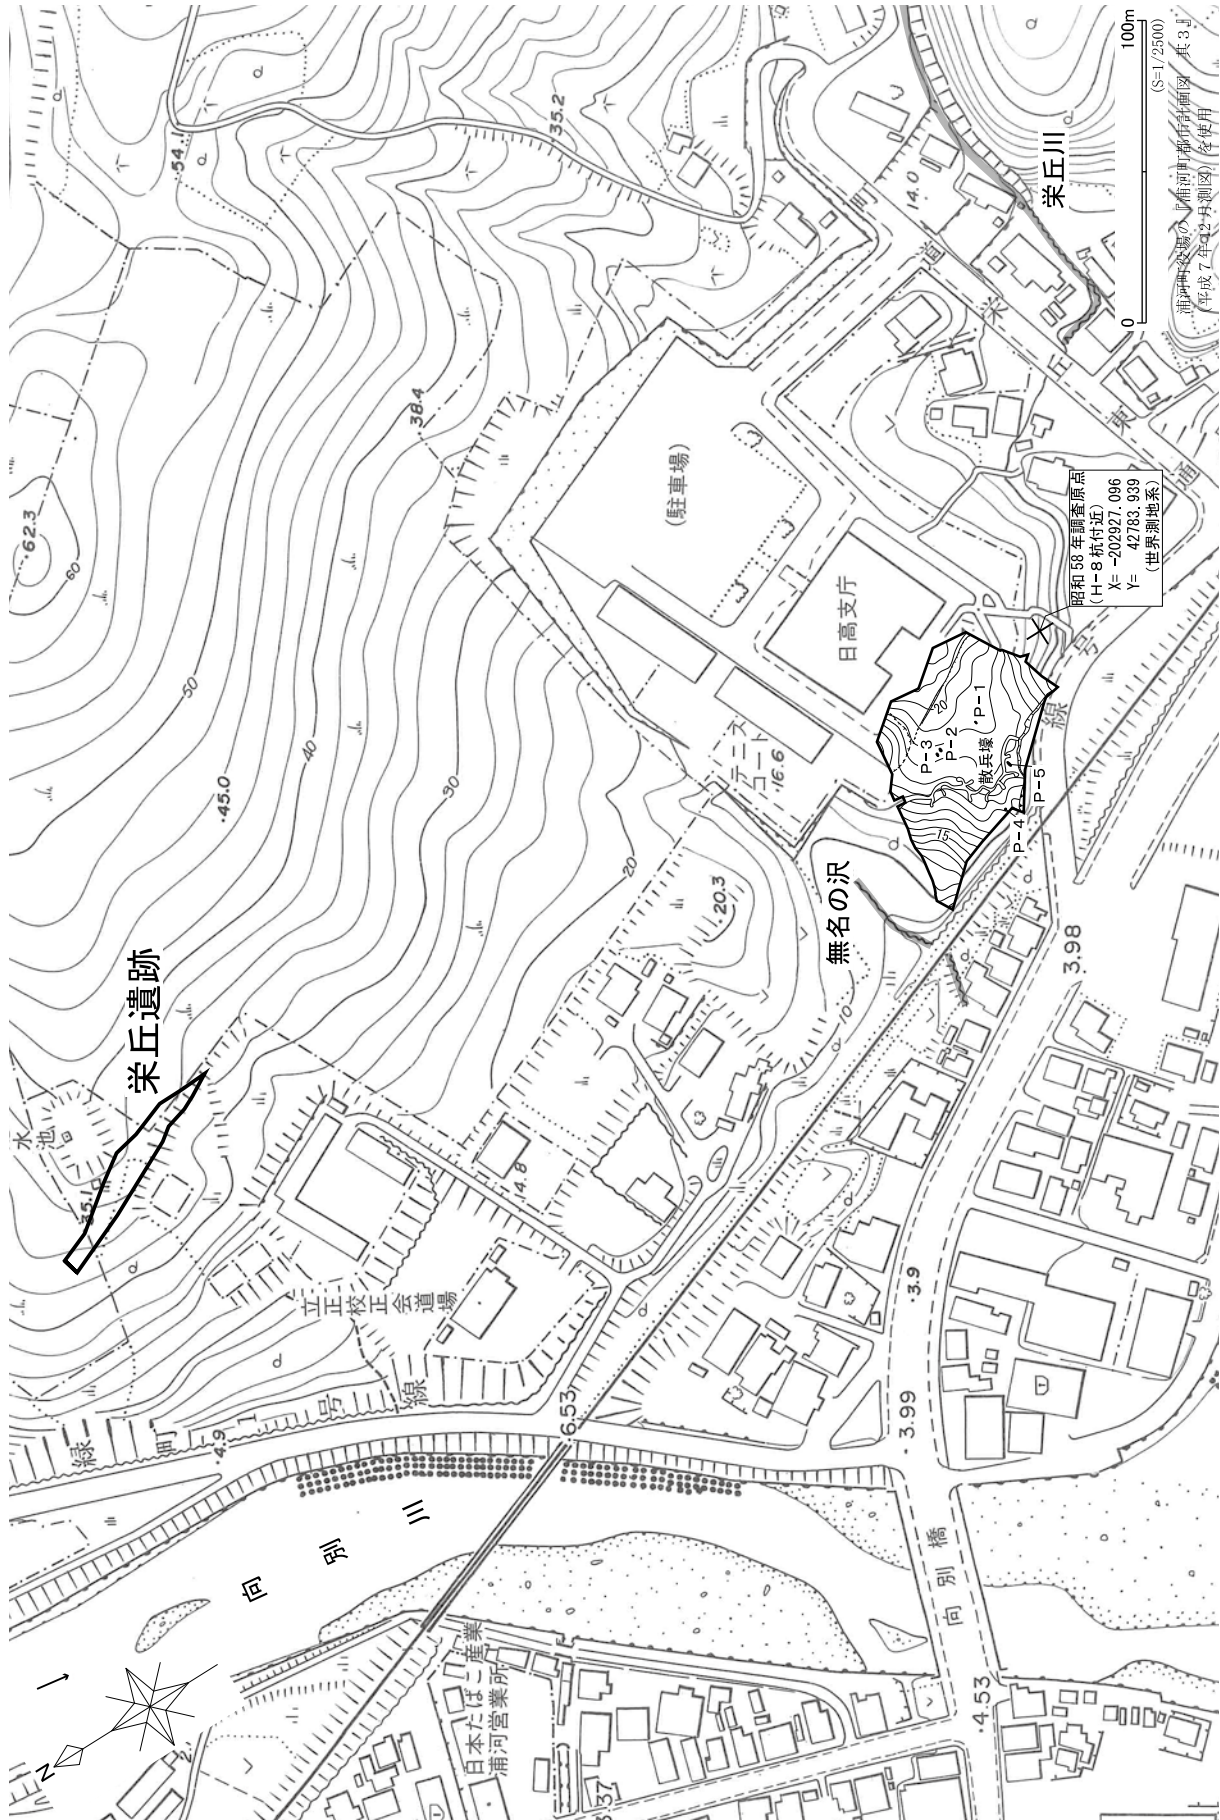 栄丘遺跡
水池
35.1
62.3
60
50
45.0
40
30
20
38.4
54.1
35.2
14.0
栄丘川
(駐車場)
日高支庁
テニス
コート
16.6
20.3
無名の沢
10
20
15
P-1
P-2
P-3
散兵壕
P-4
P-5
昭和 58 年調査原点
(H-8 杭付近)
X= -202927.096
Y= 42783.939
(世界測地系)
東
通
号
線
立正校正会道場
4.8
緑
町
1
号
線
4.9
6.53
向別川
向別橋
3.98
3.9
3.99
4.53
日本たばこ産業
浦河営業所
N
0
100m
(S=1/2500)
浦河町役場の『浦河町都市計画図 其3』
(平成7年12月測図)を使用